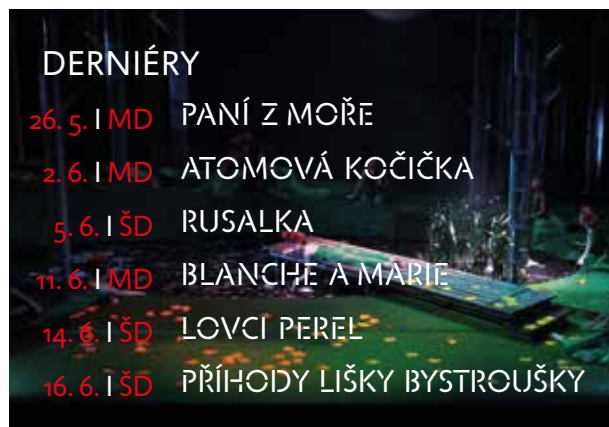 DERNIÉRY
26. 5. | MD PANÍ Z MOŘE
2. 6. | MD ATOMOVÁ KOČIČKA
5. 6. | ŠD RUSALKA
11. 6. | MD BLANCHE A MARIE
14. 6. | ŠD LOVCI PEREL
16. 6. | ŠD PŘÍHODY LIŠKY BYSTROUŠKY